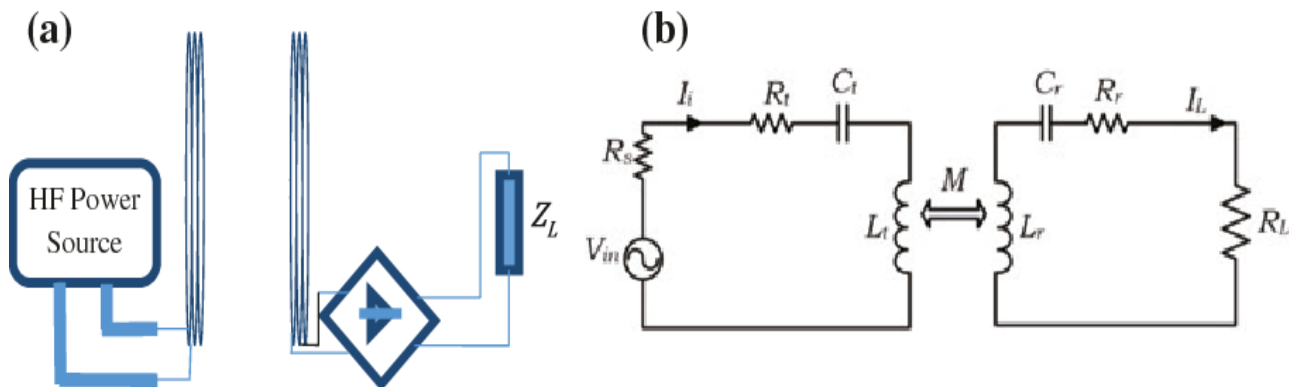 (a)
HF Power
Source
Z_L
(b)
I_i
R_t
C_t
R_s
V_in
L_t
M
L_r
C_r
R_r
I_L
R_L